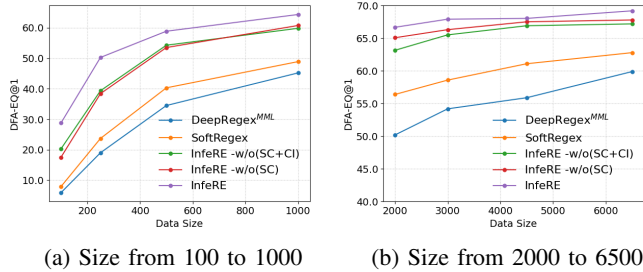 60.0
50.0
40.0
30.0
20.0
10.0
DFA-EQ@1
200
400
600
800
1000
Data Size
DeepRegex^MML
SoftRegex
InfeRE -w/o(SC+CI)
InfeRE -w/o(SC)
InfeRE
(a) Size from 100 to 1000
70.0
65.0
60.0
55.0
50.0
45.0
40.0
DFA-EQ@1
2000
3000
4000
5000
6000
Data Size
DeepRegex^MML
SoftRegex
InfeRE -w/o(SC+CI)
InfeRE -w/o(SC)
InfeRE
(b) Size from 2000 to 6500